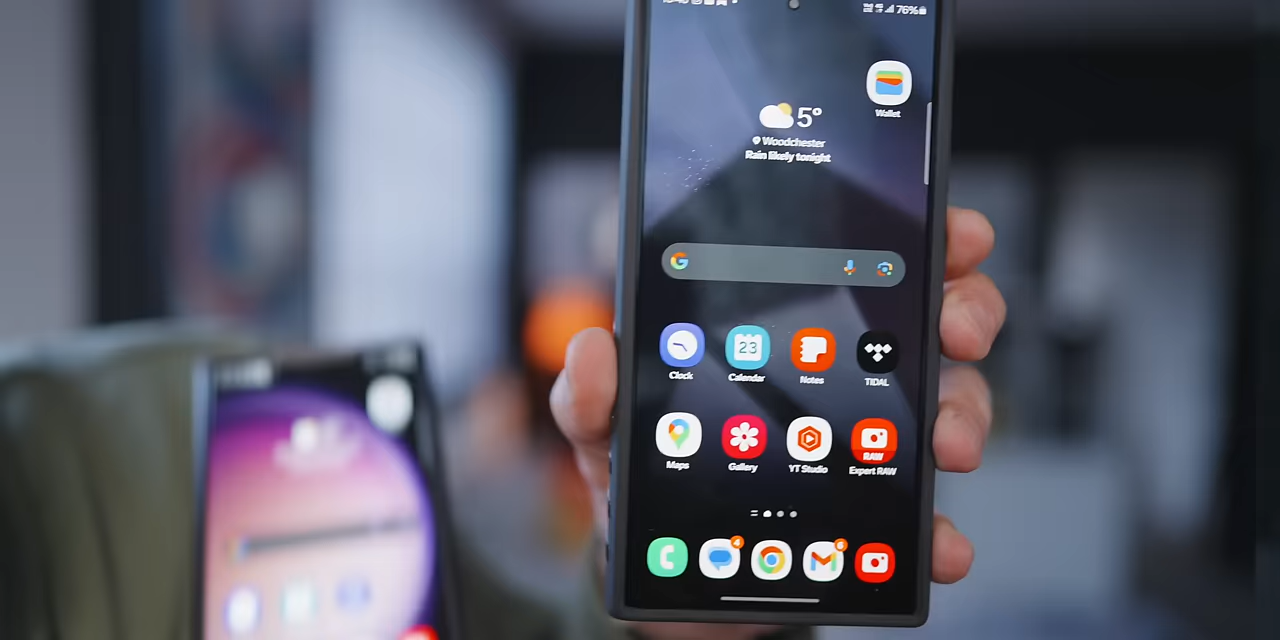 76%
Wallet
5°
Woodchester
Rain likely tonight
23
Clock Calendar Notes TIDAL
RAW
Maps Gallery YT Studio Expert RAW
4 6